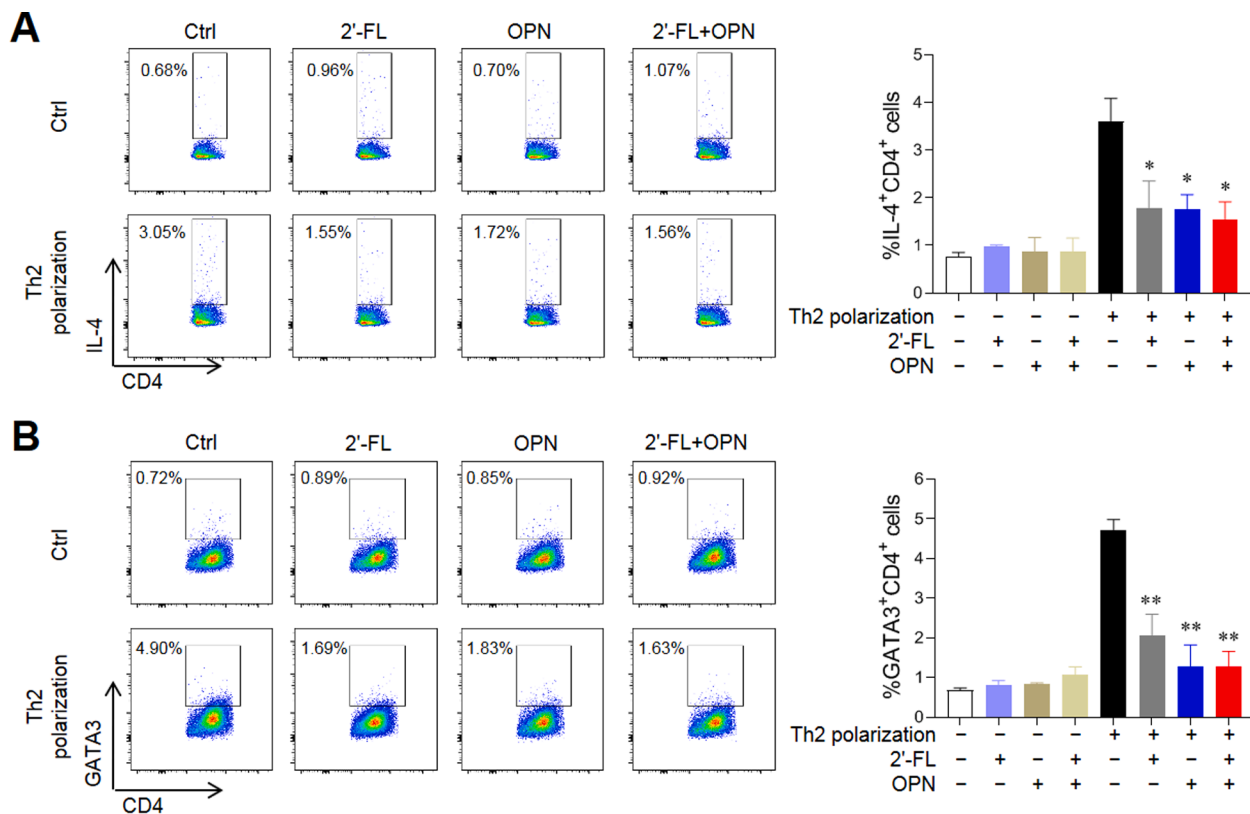 A
Ctrl 2'-FL OPN 2'-FL+OPN
Ctrl
0.68% 0.96% 0.70% 1.07%
Th2
polarization
3.05% 1.55% 1.72% 1.56%
IL-4
CD4
%IL-4⁺CD4⁺ cells
5
4
3
2
1
0
* * *
Th2 polarization − − − − + + + +
2'-FL − + − + − + − +
OPN − − + + − − + +
B
Ctrl 2'-FL OPN 2'-FL+OPN
Ctrl
0.72% 0.89% 0.85% 0.92%
Th2
polarization
4.90% 1.69% 1.83% 1.63%
GATA3
CD4
%GATA3⁺CD4⁺ cells
6
5
4
3
2
1
0
** ** **
Th2 polarization − − − − + + + +
2'-FL − + − + − + − +
OPN − − + + − − + +